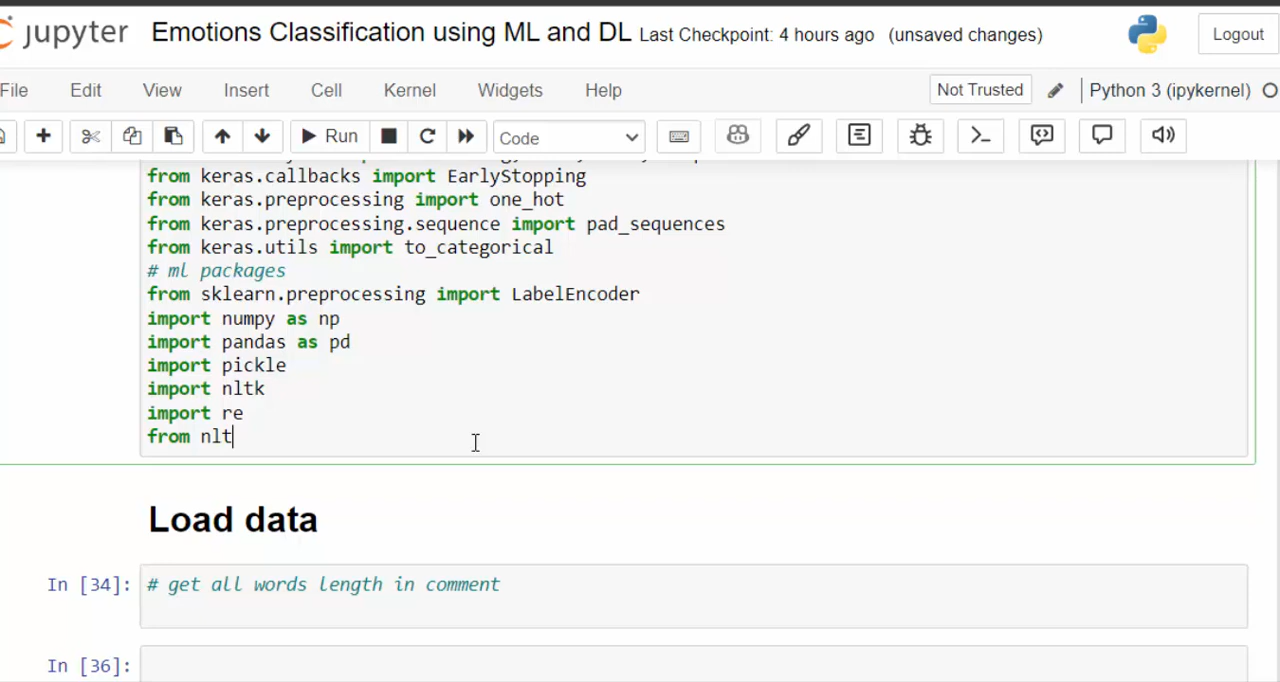 jupyter Emotions Classification using ML and DL Last Checkpoint: 4 hours ago (unsaved changes) Logout
File Edit View Insert Cell Kernel Widgets Help Not Trusted Python 3 (ipykernel)
Run Code
from keras.callbacks import EarlyStopping
from keras.preprocessing import one_hot
from keras.preprocessing.sequence import pad_sequences
from keras.utils import to_categorical
# ml packages
from sklearn.preprocessing import LabelEncoder
import numpy as np
import pandas as pd
import pickle
import nltk
import re
from nlt
Load data
In [34]: # get all words length in comment
In [36]: